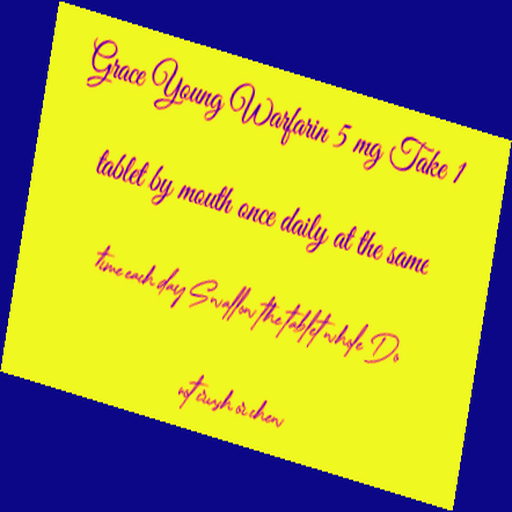 Grace Young Warfarin 5 mg Take 1
tablet by mouth once daily at the same
time each day Swallow the tablet whole Do
not crush or chew